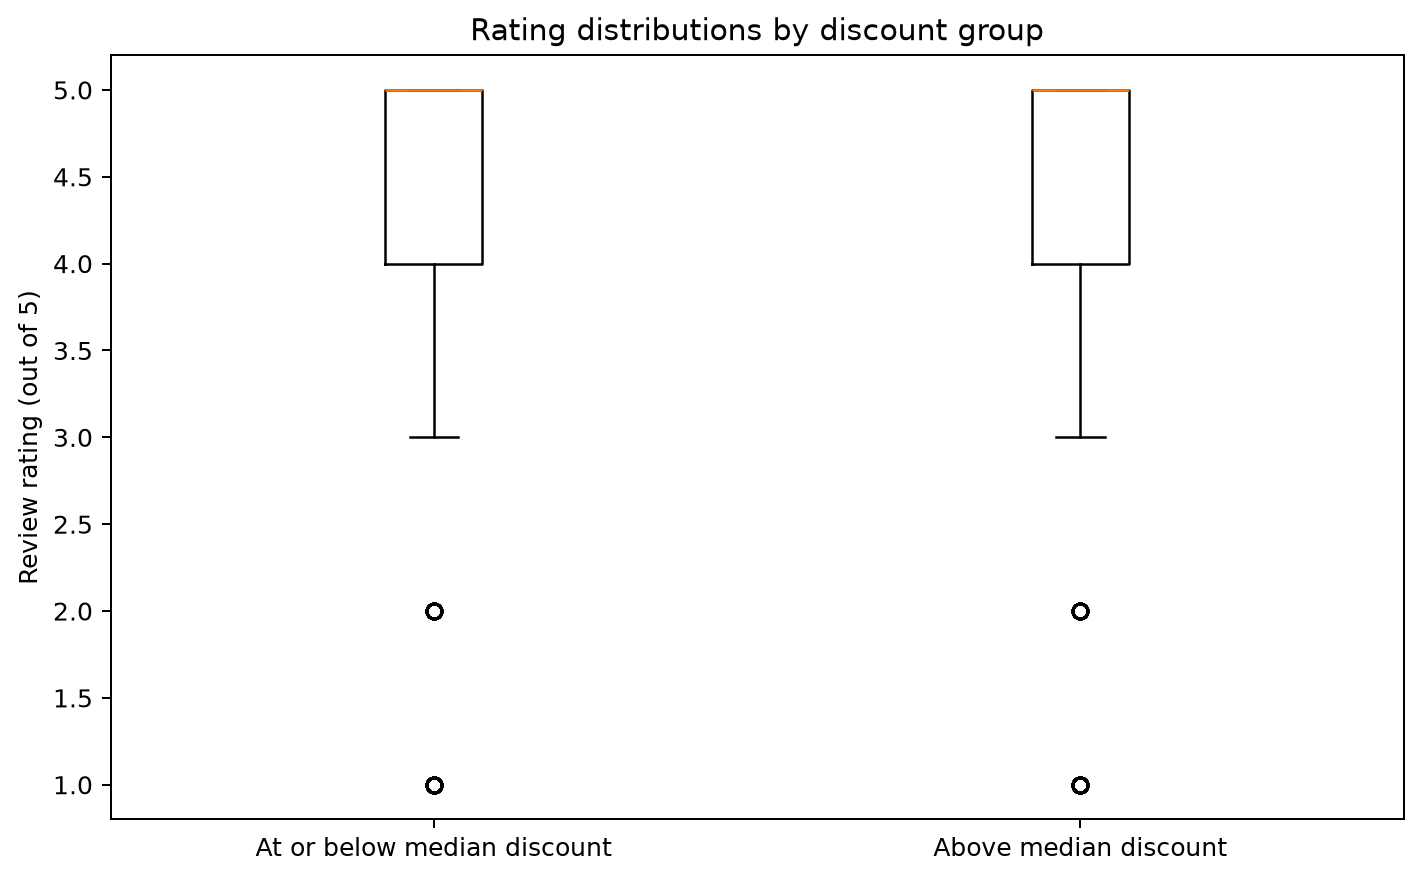 Rating distributions by discount group
Review rating (out of 5)
5.0
4.5
4.0
3.5
3.0
2.5
2.0
1.5
1.0
At or below median discount
Above median discount